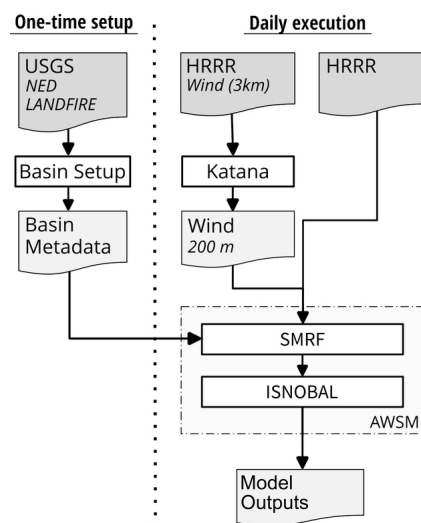 One-time setup
Daily execution
USGS
NED
LANDFIRE
HRRR
Wind (3km)
HRRR
Basin Setup
Katana
Basin
Metadata
Wind
200 m
SMRF
ISNOBAL
AWSM
Model
Outputs